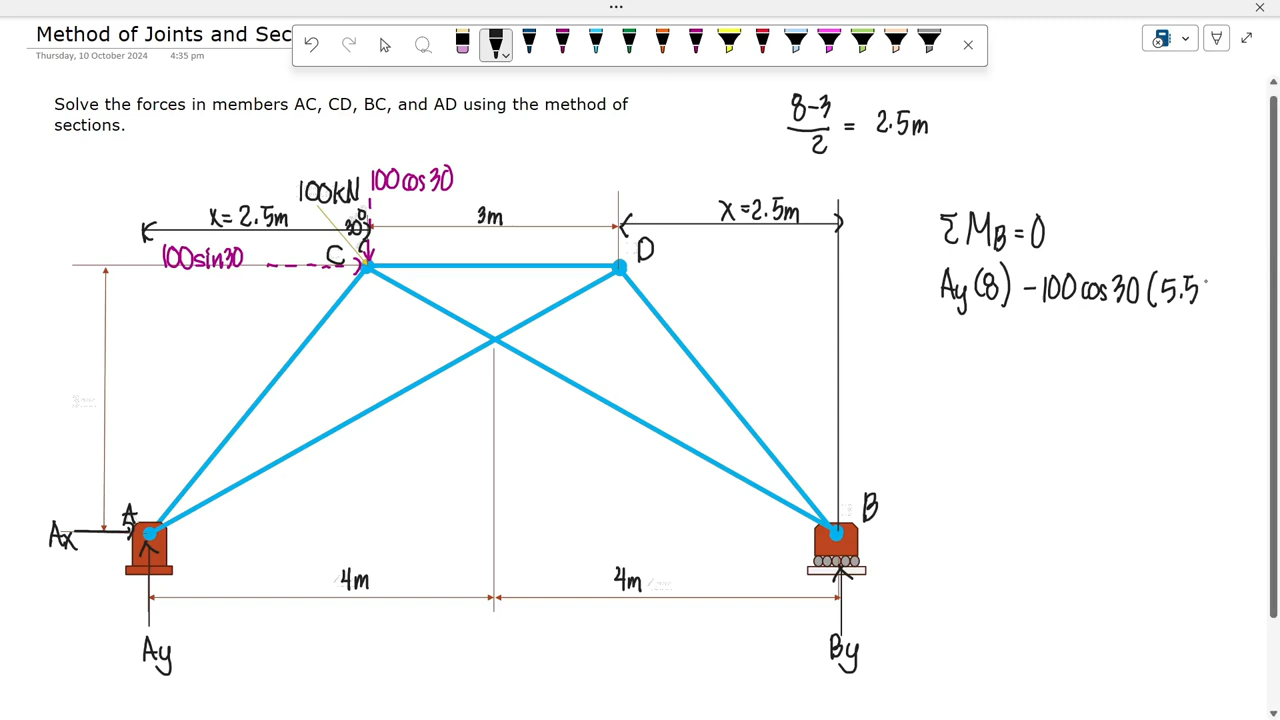 Method of Joints and Sec
Thursday, 10 October 2024 4:35 pm
Solve the forces in members AC, CD, BC, and AD using the method of
sections.
8-3
2
= 2.5m
100kN
100cos30
x= 2.5m
30°
3m
x=2.5m
100sin30
C
D
ΣMB=0
Ay(8) -100cos30(5.5
A
Ax
B
4m
4m
Ay
By